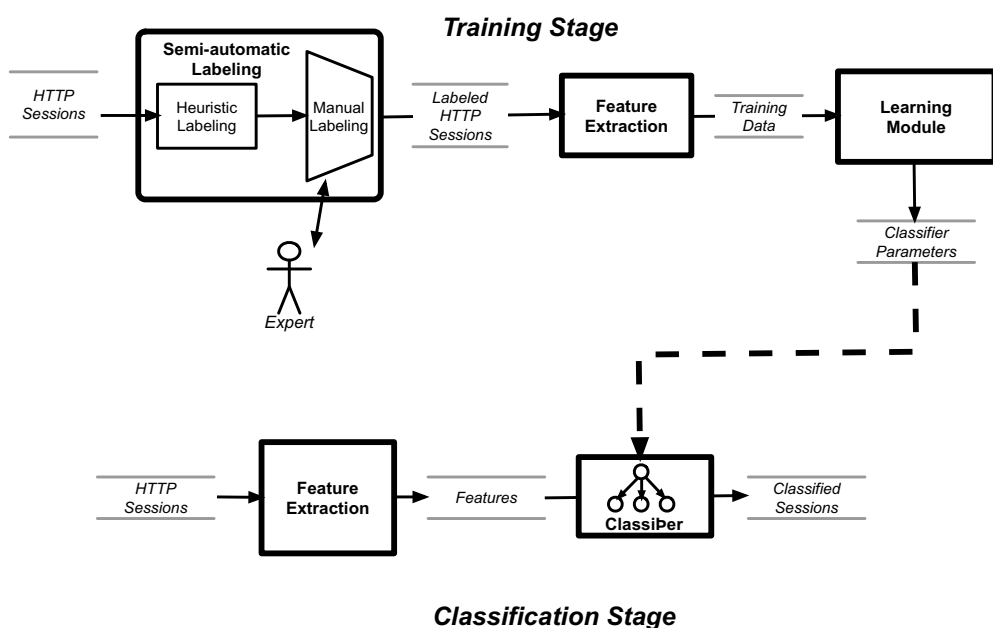 Training Stage
Semi-automatic
Labeling
HTTP
Sessions
Heuristic
Labeling
Manual
Labeling
Labeled
HTTP
Sessions
Feature
Extraction
Training
Data
Learning
Module
Expert
Classifier
Parameters
HTTP
Sessions
Feature
Extraction
Features
ClassiÞer
Classified
Sessions
Classification Stage